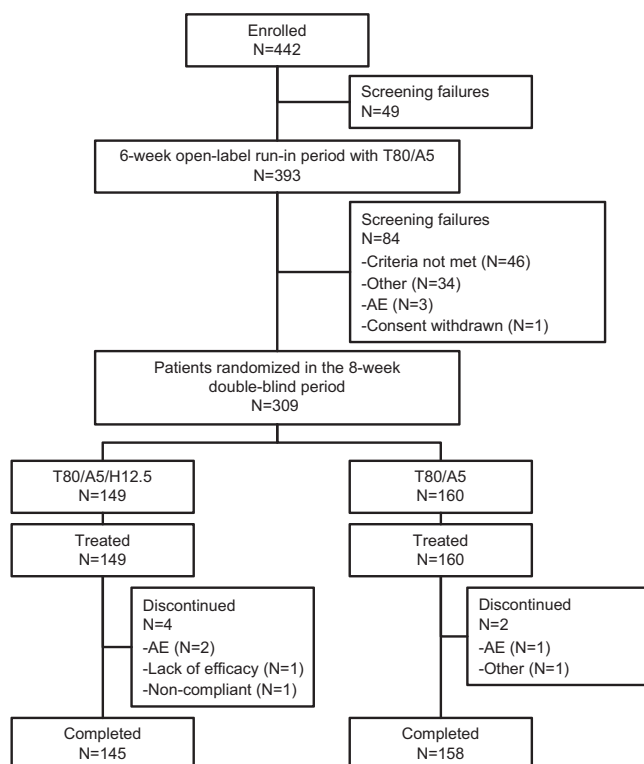 Enrolled
N=442
Screening failures
N=49
6-week open-label run-in period with T80/A5
N=393
Screening failures
N=84
-Criteria not met (N=46)
-Other (N=34)
-AE (N=3)
-Consent withdrawn (N=1)
Patients randomized in the 8-week
double-blind period
N=309
T80/A5/H12.5
N=149
T80/A5
N=160
Treated
N=149
Treated
N=160
Discontinued
N=4
-AE (N=2)
-Lack of efficacy (N=1)
-Non-compliant (N=1)
Discontinued
N=2
-AE (N=1)
-Other (N=1)
Completed
N=145
Completed
N=158